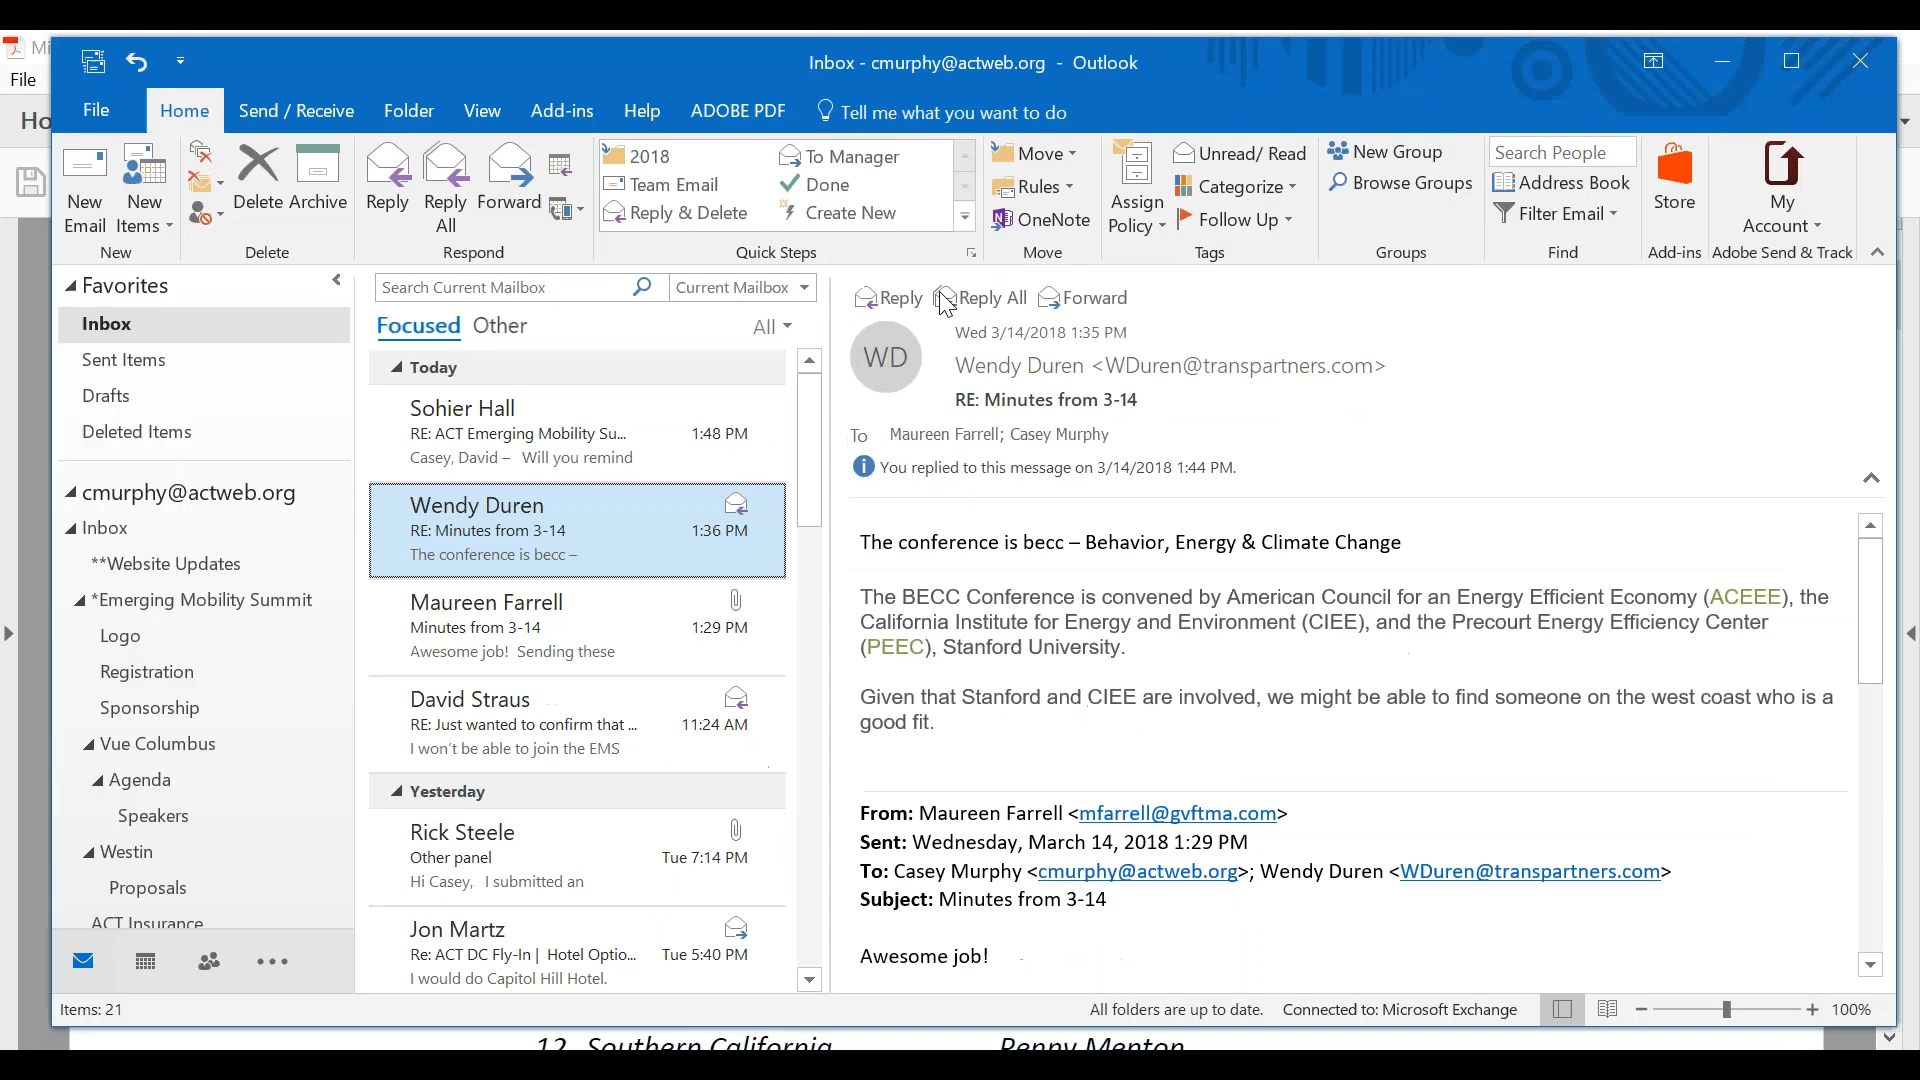 Mi
File
Ho
Inbox - cmurphy@actweb.org - Outlook
File Home Send / Receive Folder View Add-ins Help ADOBE PDF Tell me what you want to do
New Email
New Items
New
Delete Archive
Delete
Reply
Reply All
Forward
Respond
2018
Team Email
Reply & Delete
To Manager
Done
Create New
Quick Steps
Move
Rules
OneNote
Move
Assign Policy
Unread/ Read
Categorize
Follow Up
Tags
New Group
Browse Groups
Groups
Search People
Address Book
Filter Email
Find
Store
Add-ins
My Account
Adobe Send & Track
Favorites
Inbox
Sent Items
Drafts
Deleted Items
cmurphy@actweb.org
Inbox
**Website Updates
*Emerging Mobility Summit
Logo
Registration
Sponsorship
Vue Columbus
Agenda
Speakers
Westin
Proposals
ACT Insurance
Search Current Mailbox
Current Mailbox
Focused Other
All
Today
Sohier Hall
RE: ACT Emerging Mobility Su... 1:48 PM
Casey, David – Will you remind
Wendy Duren
RE: Minutes from 3-14 1:36 PM
The conference is becc –
Maureen Farrell
Minutes from 3-14 1:29 PM
Awesome job! Sending these
David Straus
RE: Just wanted to confirm that ... 11:24 AM
I won't be able to join the EMS
Yesterday
Rick Steele
Other panel Tue 7:14 PM
Hi Casey, I submitted an
Jon Martz
Re: ACT DC Fly-In | Hotel Optio... Tue 5:40 PM
I would do Capitol Hill Hotel.
Reply Reply All Forward
WD
Wed 3/14/2018 1:35 PM
Wendy Duren <WDuren@transpartners.com>
RE: Minutes from 3-14
To Maureen Farrell; Casey Murphy
You replied to this message on 3/14/2018 1:44 PM.
The conference is becc – Behavior, Energy & Climate Change
The BECC Conference is convened by American Council for an Energy Efficient Economy (ACEEE), the
California Institute for Energy and Environment (CIEE), and the Precourt Energy Efficiency Center
(PEEC), Stanford University.
Given that Stanford and CIEE are involved, we might be able to find someone on the west coast who is a
good fit.
From: Maureen Farrell <mfarrell@gvftma.com>
Sent: Wednesday, March 14, 2018 1:29 PM
To: Casey Murphy <cmurphy@actweb.org>; Wendy Duren <WDuren@transpartners.com>
Subject: Minutes from 3-14
Awesome job!
Items: 21
All folders are up to date. Connected to: Microsoft Exchange
100%
12. Southern California Penny Menton